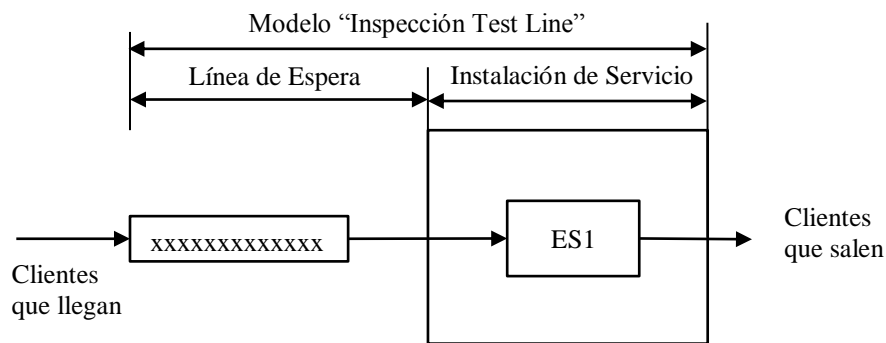 Modelo “Inspección Test Line”
Línea de Espera
Instalación de Servicio
xxxxxxxxxxxxx
ES1
Clientes
que salen
Clientes
que llegan